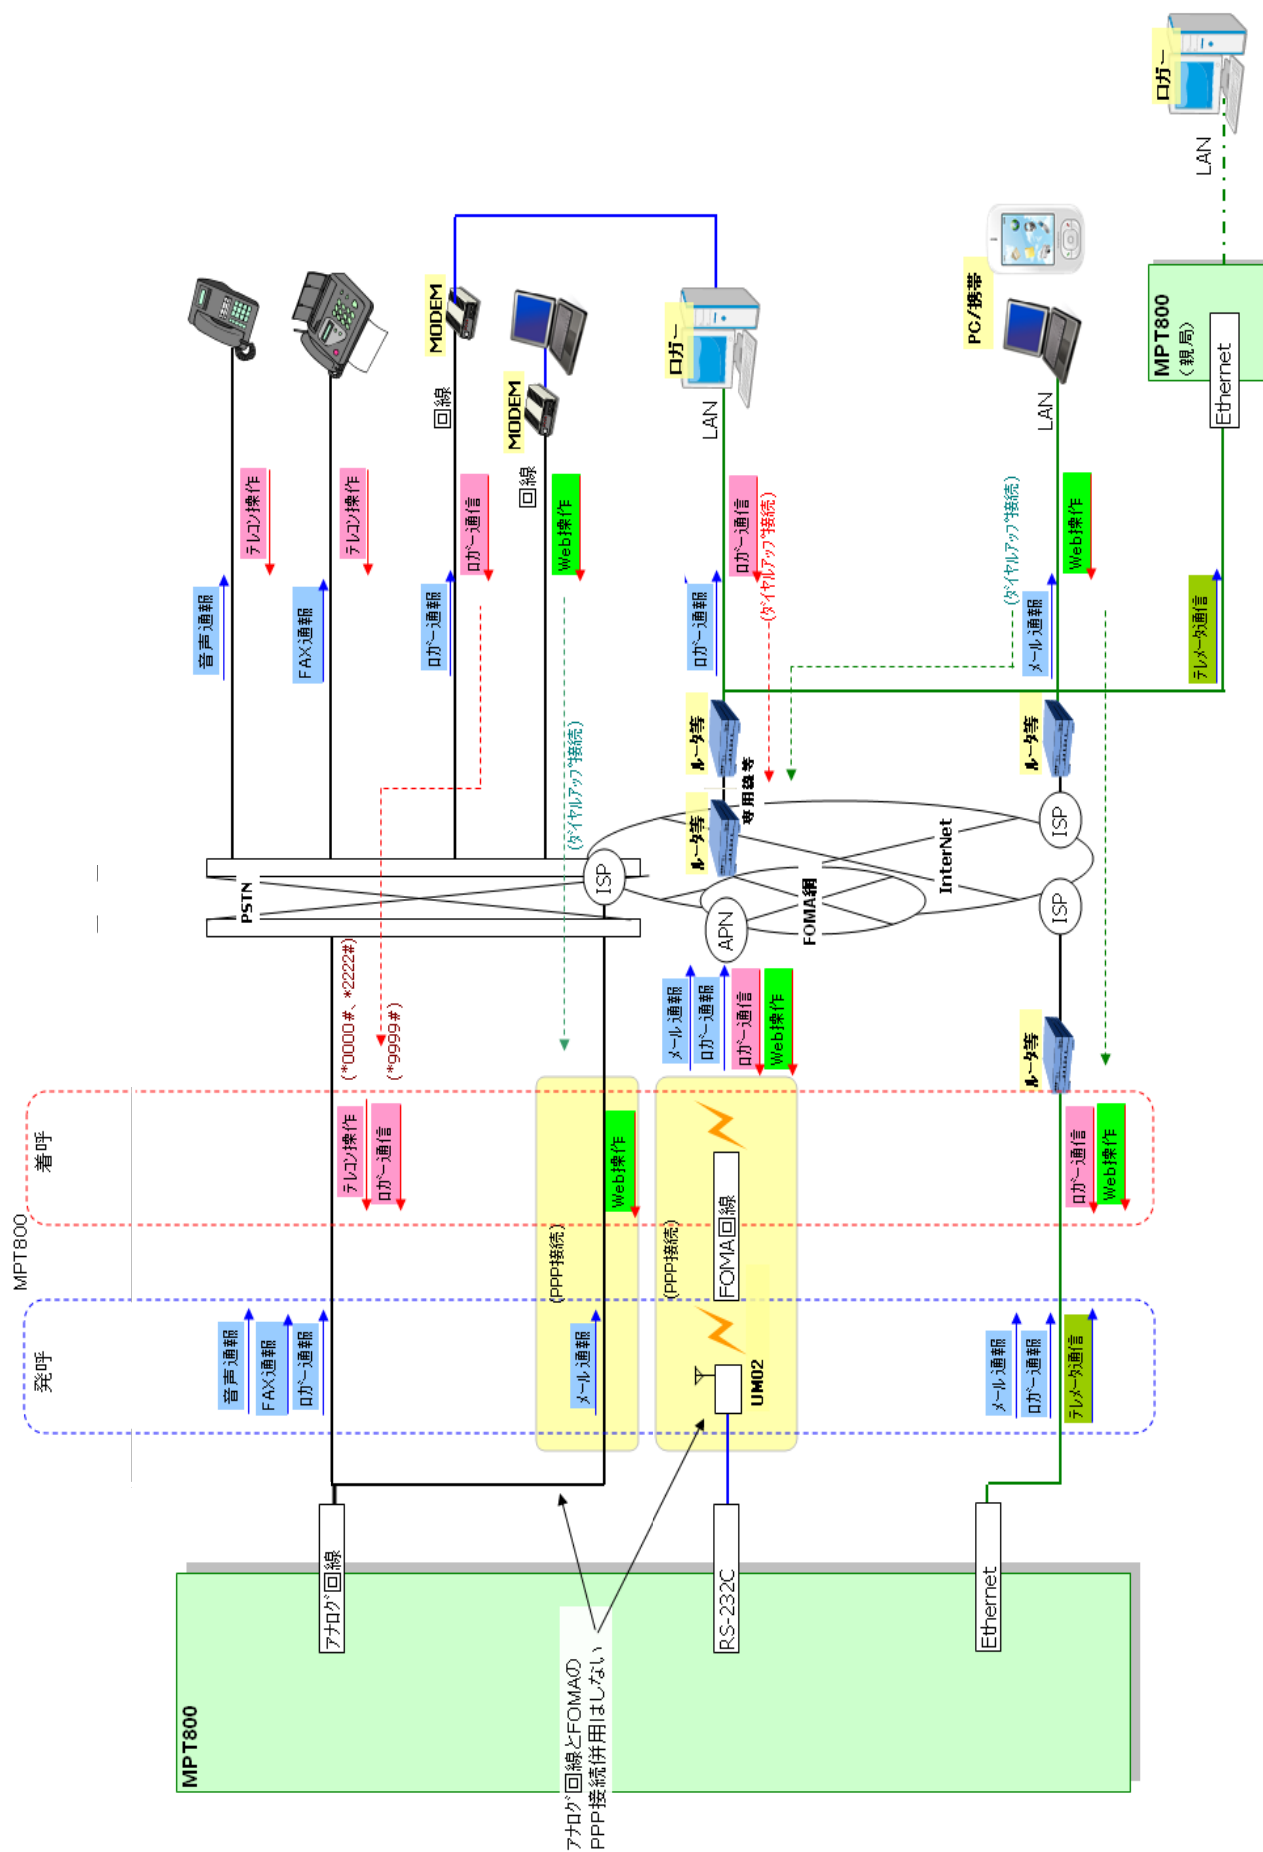 MPT800
発呼
着呼
MPT800
アナログ回線
RS-232C
Ethernet
アナログ回線とFOMAの
PPP接続併用はしない
音声通報
FAX通報
ロガー通報
テレコン操作
ロガー通信
(*0000#、*2222#)
(*9999#)
(PPP接続)
メール通報
Web操作
(PPP接続)
UM02
FOMA回線
メール通報
ロガー通報
ロガー通信
Web操作
メール通報
ロガー通報
テレメータ通信
ロガー通信
Web操作
ルータ等
PSTN
ISP
APN
FOMA網
InterNet
ISP
ISP
ルータ等
専用線等
ルータ等
ルータ等
(ダイヤルアップ接続)
音声通報
テレコン操作
FAX通報
テレコン操作
ロガー通報
ロガー通信
回線
MODEM
Web操作
回線
MODEM
ロガー通報
ロガー通信
(ダイヤルアップ接続)
LAN
ロガー
(ダイヤルアップ接続)
メール通報
Web操作
LAN
PC/携帯
テレメータ通信
Ethernet
MPT800
(親局)
LAN
ロガー